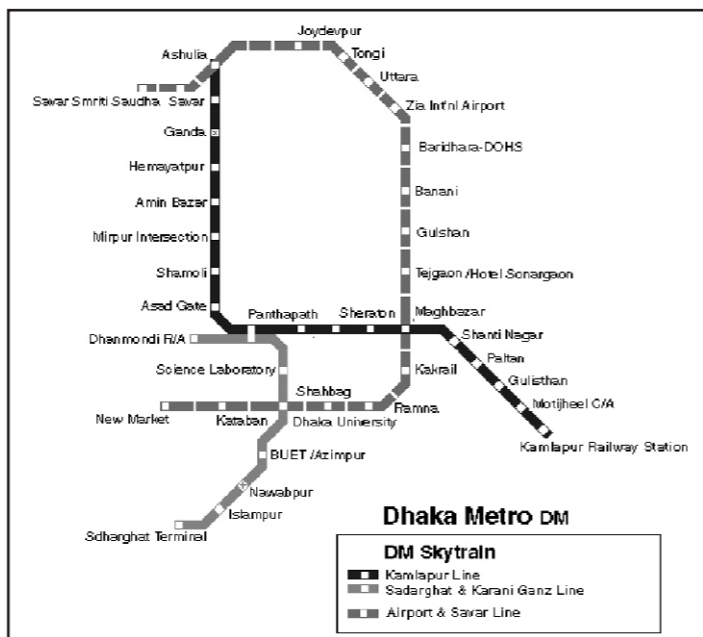 Joydevpur
Ashulia
Tongi
Uttara
Savar Smriti Saudha Savar
Zia Int'nl Airport
Ganda
Baridhara-DOHS
Hemayatpur
Banani
Amin Bazar
Gulshan
Mirpur Intersection
Shamoli
Tejgaon/Hotel Sonargaon
Asad Gate
Panthapath
Sheraton
Maghbazar
Dhanmondi R/A
Shanti Nagar
Paltan
Science Laboratory
Kakrail
Gulisthan
Shahbag
Motijheel C/A
New Market
Kataban
Dhaka University
Ramna
Kamlapur Railway Station
BUET/Azimpur
Nawabpur
Islampur
Sdharghat Terminal
Dhaka Metro DM
DM Skytrain
Kamlapur Line
Sadarghat & Karani Ganz Line
Airport & Savar Line